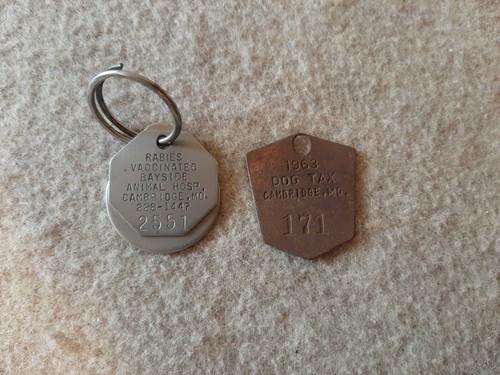 RABIES
VACCINATED
BAYSIDE
ANIMAL HOSP.
CAMBRIDGE, MD.
228-1447
2551
1963
DOG TAX
CAMBRIDGE, MD.
171